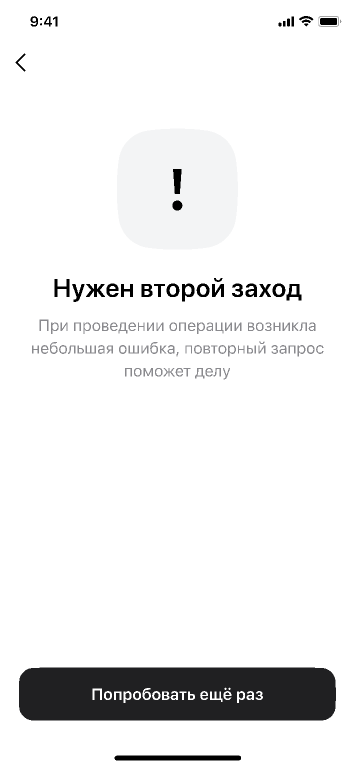 9:41
!
Нужен второй заход
При проведении операции возникла
небольшая ошибка, повторный запрос
поможет делу
Попробовать ещё раз